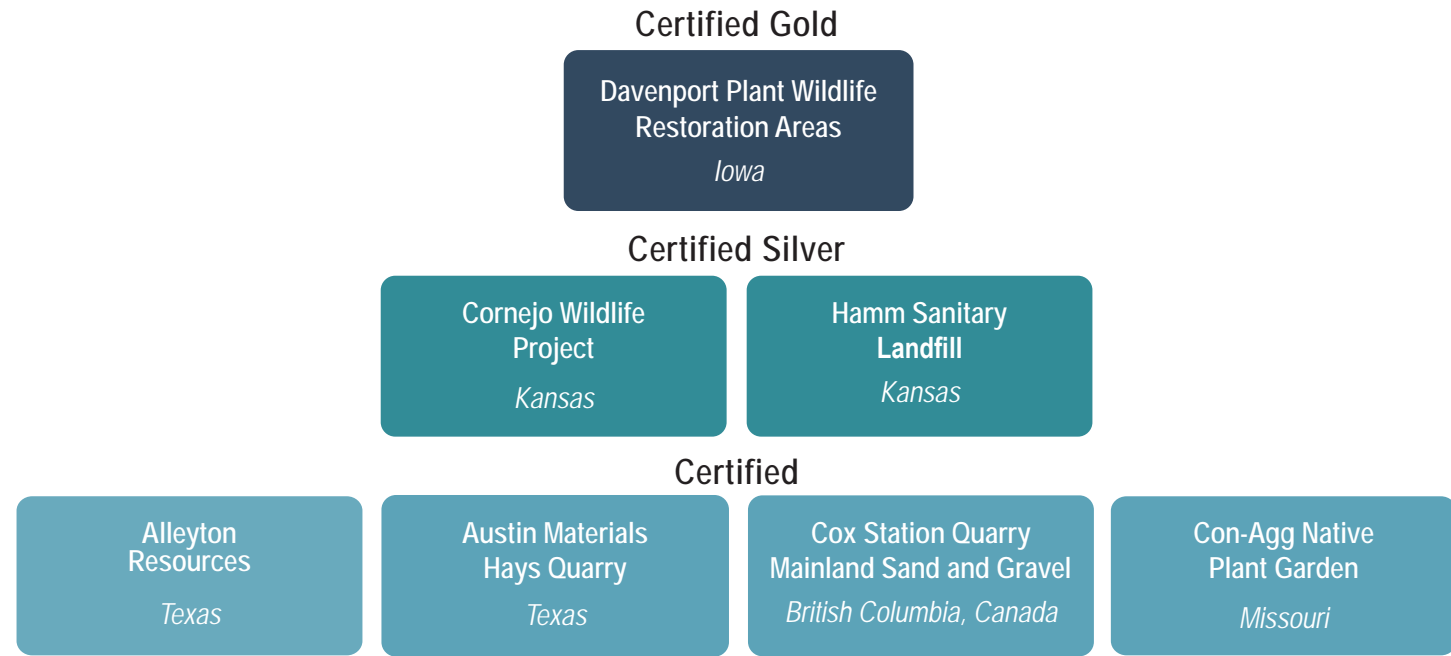 Certified Gold
Davenport Plant Wildlife
Restoration Areas
Iowa
Certified Silver
Cornejo Wildlife
Project
Kansas
Hamm Sanitary
Landfill
Kansas
Certified
Alleyton
Resources
Texas
Austin Materials
Hays Quarry
Texas
Cox Station Quarry
Mainland Sand and Gravel
British Columbia, Canada
Con-Agg Native
Plant Garden
Missouri